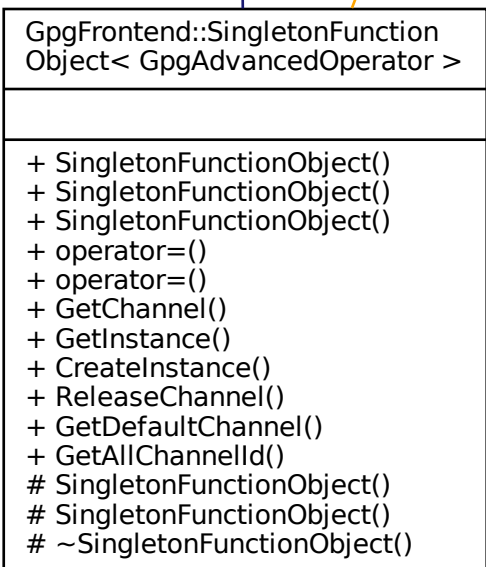 GpgFrontend::SingletonFunction
Object< GpgAdvancedOperator >
+ SingletonFunctionObject()
+ SingletonFunctionObject()
+ SingletonFunctionObject()
+ operator=()
+ operator=()
+ GetChannel()
+ GetInstance()
+ CreateInstance()
+ ReleaseChannel()
+ GetDefaultChannel()
+ GetAllChannelId()
# SingletonFunctionObject()
# SingletonFunctionObject()
# ~SingletonFunctionObject()